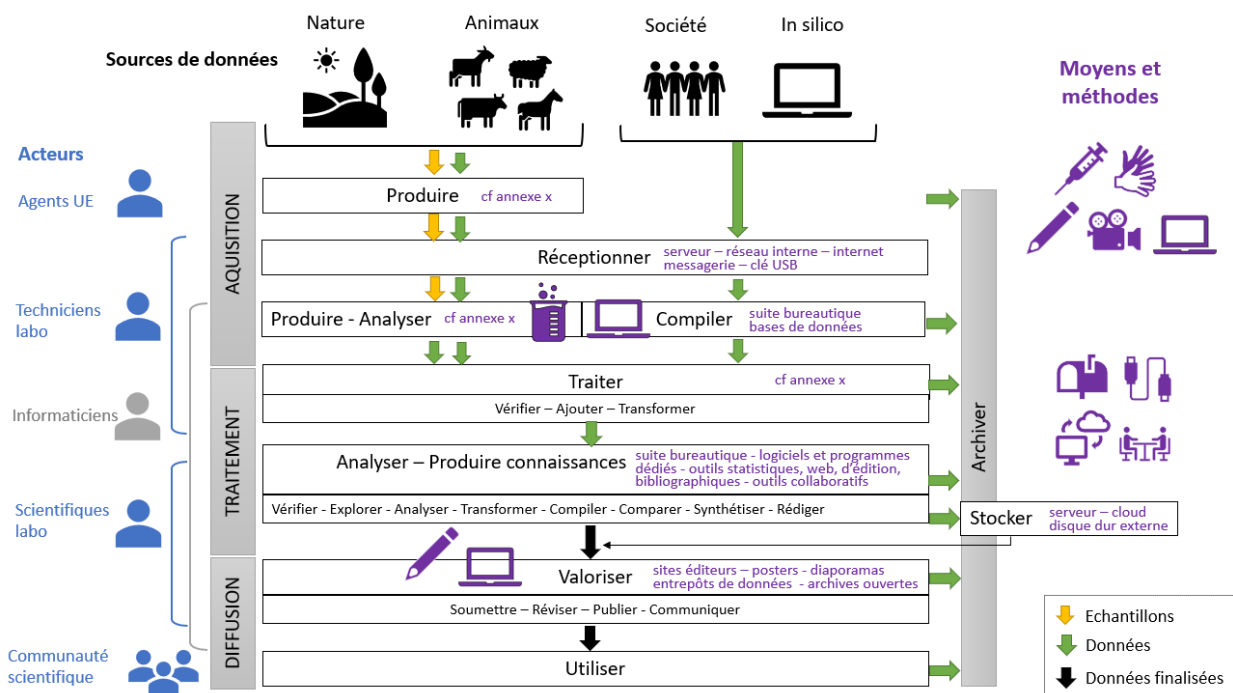 Nature
Animaux
Société
In silico
Sources de données
Moyens et
méthodes
Acteurs
Agents UE
Techniciens
labo
Informaticiens
Scientifiques
labo
Communauté
scientifique
AQUISITION
TRAITEMENT
DIFFUSION
Produire
cf annexe x
Réceptionner
serveur – réseau interne – internet
messagerie – clé USB
Produire - Analyser
cf annexe x
Compiler
suite bureautique
bases de données
Traiter
cf annexe x
Vérifier – Ajouter – Transformer
Analyser – Produire connaissances
suite bureautique - logiciels et programmes
dédiés - outils statistiques, web, d'édition,
bibliographiques - outils collaboratifs
Vérifier - Explorer - Analyser - Transformer - Compiler - Comparer - Synthétiser - Rédiger
Archiver
Stocker
serveur – cloud
disque dur externe
Valoriser
sites éditeurs – posters - diaporamas
entrepôts de données - archives ouvertes
Soumettre – Réviser – Publier - Communiquer
Utiliser
Echantillons
Données
Données finalisées